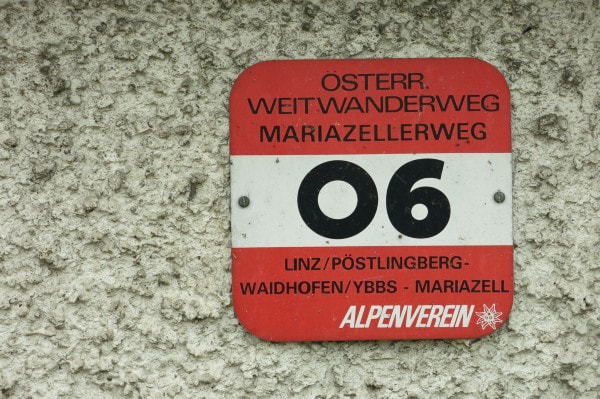 ÖSTERR.
WEITWANDERWEG
MARIAZELLERWEG
06
LINZ/PÖSTLINGBERG-
WAIDHOFEN/YBBS - MARIAZELL
ALPENVEREIN